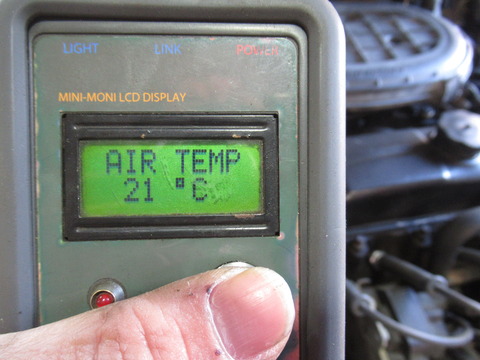 LIGHT LINK POWER
MINI-MONI LCD DISPLAY
AIR TEMP
21 °C